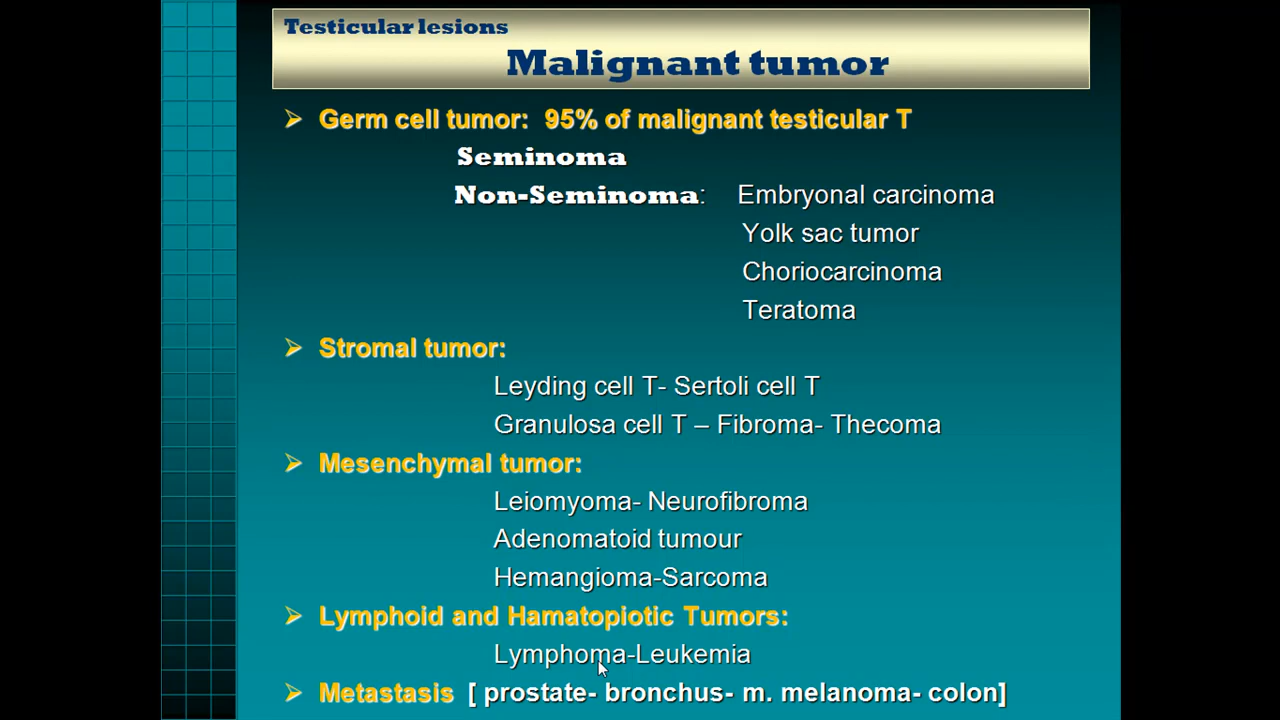 Testicular lesions
Malignant tumor
Germ cell tumor: 95% of malignant testicular T
Seminoma
Non-Seminoma: Embryonal carcinoma
Yolk sac tumor
Choriocarcinoma
Teratoma
Stromal tumor:
Leyding cell T- Sertoli cell T
Granulosa cell T – Fibroma- Thecoma
Mesenchymal tumor:
Leiomyoma- Neurofibroma
Adenomatoid tumour
Hemangioma-Sarcoma
Lymphoid and Hamatopiotic Tumors:
Lymphoma-Leukemia
Metastasis [ prostate- bronchus- m. melanoma- colon]